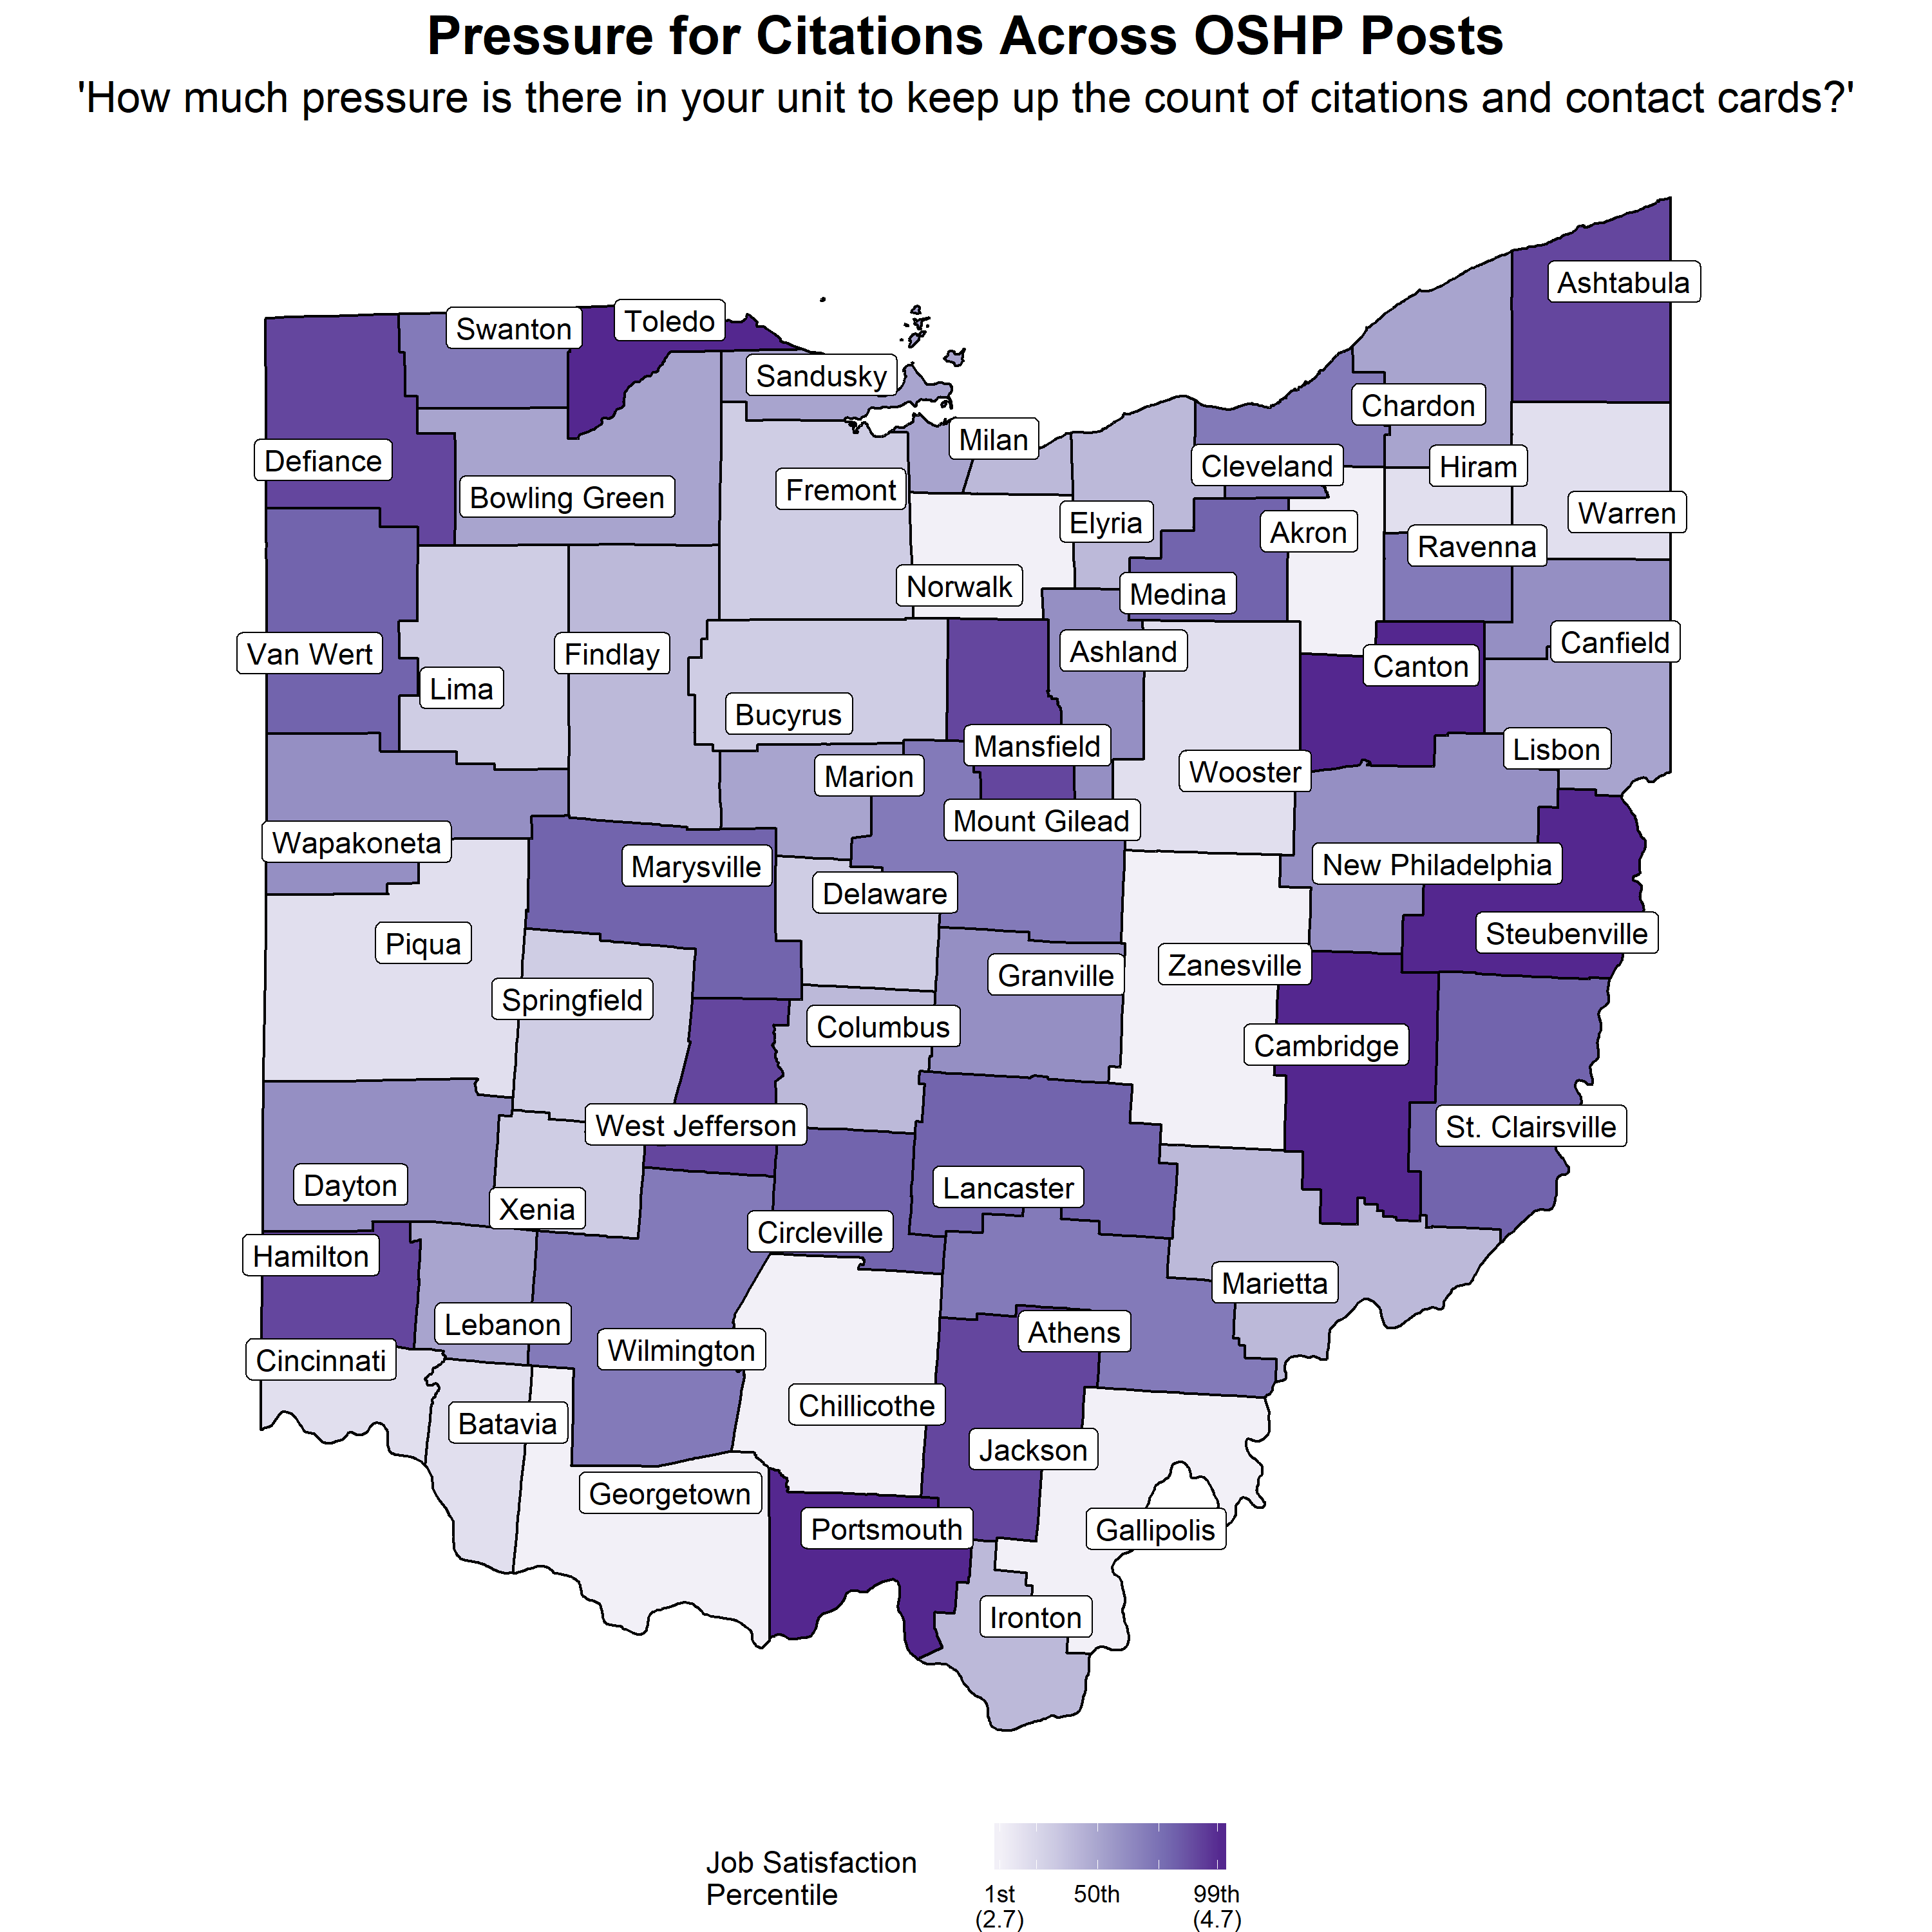 Pressure for Citations Across OSHP Posts
'How much pressure is there in your unit to keep up the count of citations and contact cards?'
Ashtabula
Swanton
Toledo
Sandusky
Chardon
Milan
Defiance
Bowling Green
Fremont
Cleveland
Hiram
Elyria
Warren
Akron
Ravenna
Norwalk
Medina
Van Wert
Findlay
Ashland
Canfield
Lima
Canton
Bucyrus
Mansfield
Lisbon
Marion
Wooster
Mount Gilead
Wapakoneta
Marysville
New Philadelphia
Delaware
Steubenville
Piqua
Zanesville
Granville
Springfield
Columbus
Cambridge
West Jefferson
St. Clairsville
Dayton
Lancaster
Xenia
Circleville
Hamilton
Marietta
Lebanon
Athens
Wilmington
Cincinnati
Chillicothe
Batavia
Jackson
Georgetown
Portsmouth
Gallipolis
Ironton
Job Satisfaction
Percentile
1st 50th 99th
(2.7) (4.7)